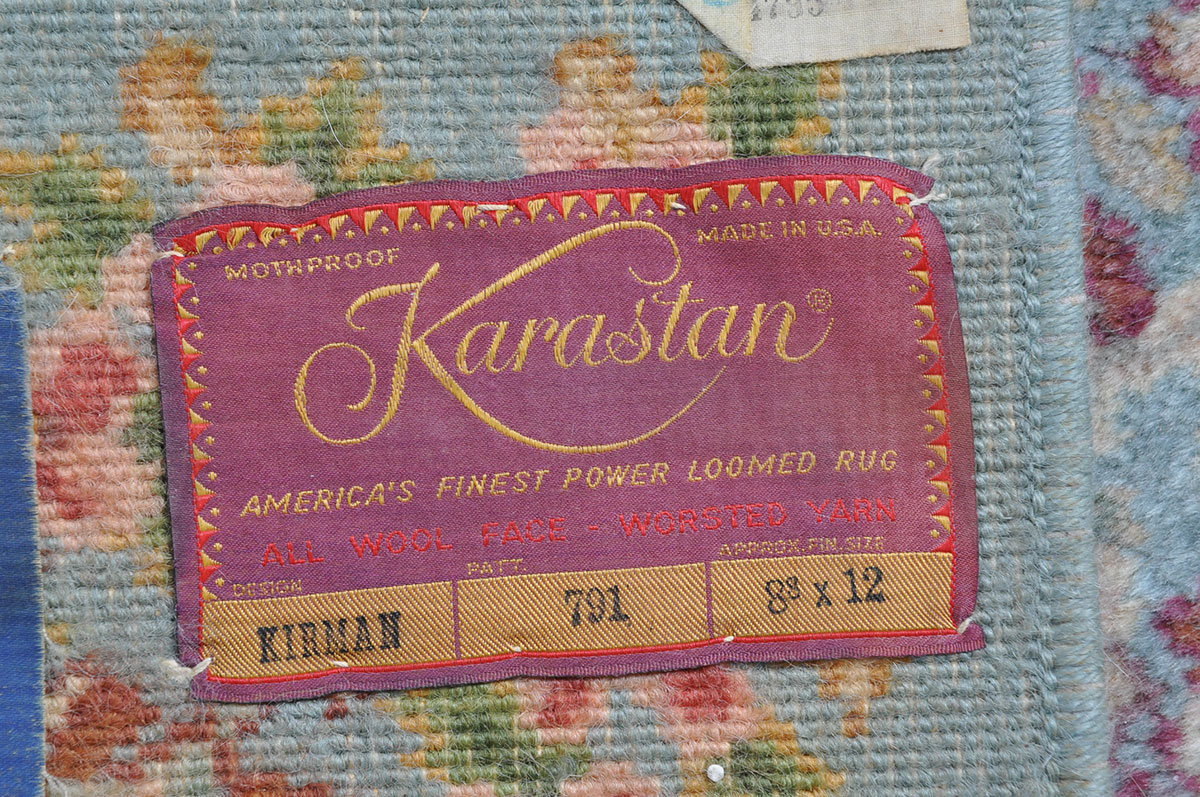 MOTHPROOF
MADE IN U.S.A.
Karastan®
AMERICA'S FINEST POWER LOOMED RUG
ALL WOOL FACE - WORSTED YARN
DESIGN
PATT.
APPROX. FIN. SIZE
KIRMAN
791
8⁸ x 12